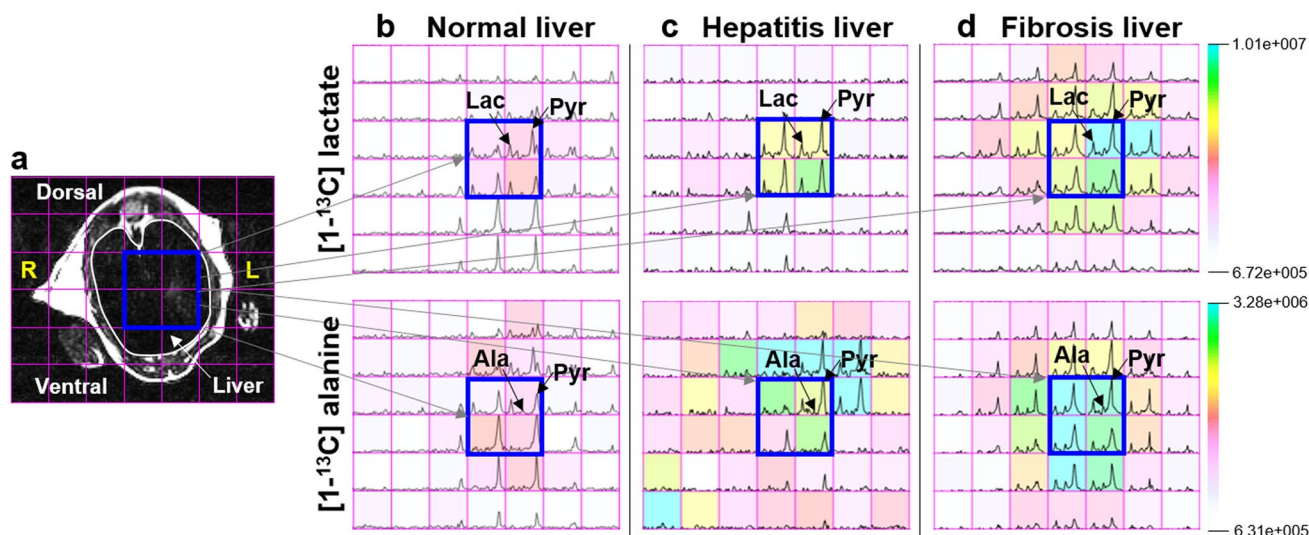 b Normal liver
c Hepatitis liver
d Fibrosis liver
1.01e+007
[1-¹³C] lactate
Lac
Pyr
Lac
Pyr
Lac
Pyr
a
Dorsal
R
L
Ventral
Liver
6.72e+005
3.28e+006
[1-¹³C] alanine
Ala
Pyr
Ala
Pyr
Ala
Pyr
6.31e+005